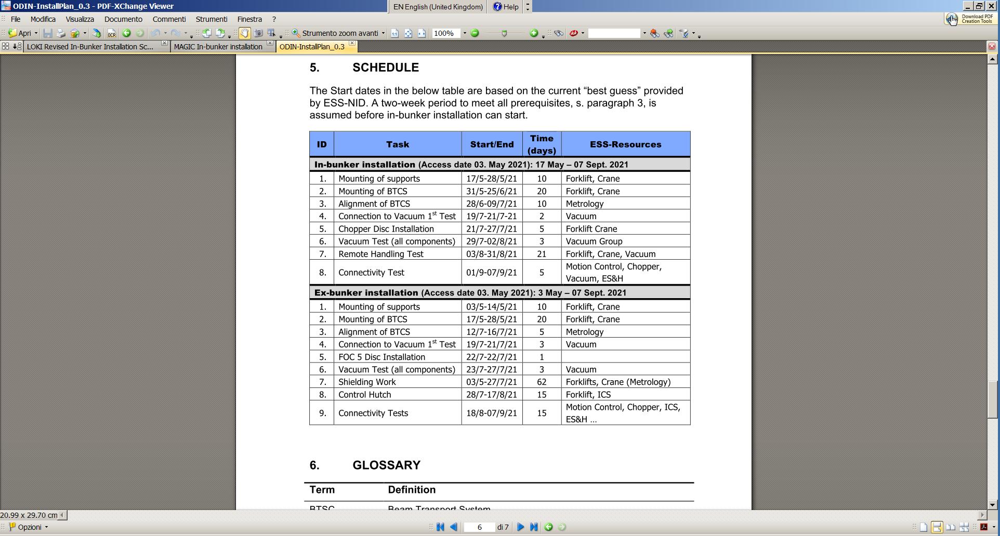 ODIN-InstallPlan_0.3 - PDF-XChange Viewer
EN English (United Kingdom) Help
File Modifica Visualizza Documento Commenti Strumenti Finestra ?
Download PDF
Creation Tools
Apri OCR Strumento zoom avanti 1:1 100% Ask
LOKI Revised In-Bunker Installation Sc... MAGIC In-bunker installation ODIN-InstallPlan_0.3
5. SCHEDULE
The Start dates in the below table are based on the current “best guess” provided
by ESS-NID. A two-week period to meet all prerequisites, s. paragraph 3, is
assumed before in-bunker installation can start.
ID Task Start/End Time (days) ESS-Resources
In-bunker installation (Access date 03. May 2021): 17 May – 07 Sept. 2021
1. Mounting of supports 17/5-28/5/21 10 Forklift, Crane
2. Mounting of BTCS 31/5-25/6/21 20 Forklift, Crane
3. Alignment of BTCS 28/6-09/7/21 10 Metrology
4. Connection to Vacuum 1st Test 19/7-21/7-21 2 Vacuum
5. Chopper Disc Installation 21/7-27/7/21 5 Forklift Crane
6. Vacuum Test (all components) 29/7-02/8/21 3 Vacuum Group
7. Remote Handling Test 03/8-31/8/21 21 Forklift, Crane, Vacuum
8. Connectivity Test 01/9-07/9/21 5 Motion Control, Chopper,
Vacuum, ES&H
Ex-bunker installation (Access date 03. May 2021): 3 May – 07 Sept. 2021
1. Mounting of supports 03/5-14/5/21 10 Forklift, Crane
2. Mounting of BTCS 17/5-28/5/21 20 Forklift, Crane
3. Alignment of BTCS 12/7-16/7/21 5 Metrology
4. Connection to Vacuum 1st Test 19/7-21/7/21 3 Vacuum
5. FOC 5 Disc Installation 22/7-22/7/21 1
6. Vacuum Test (all components) 23/7-27/7/21 3 Vacuum
7. Shielding Work 03/5-27/7/21 62 Forklifts, Crane (Metrology)
8. Control Hutch 28/7-17/8/21 15 Forklift, ICS
9. Connectivity Tests 18/8-07/9/21 15 Motion Control, Chopper, ICS,
ES&H ...
6. GLOSSARY
Term Definition
BTSC Beam Transport System
20.99 x 29.70 cm
Opzioni 6 di 7